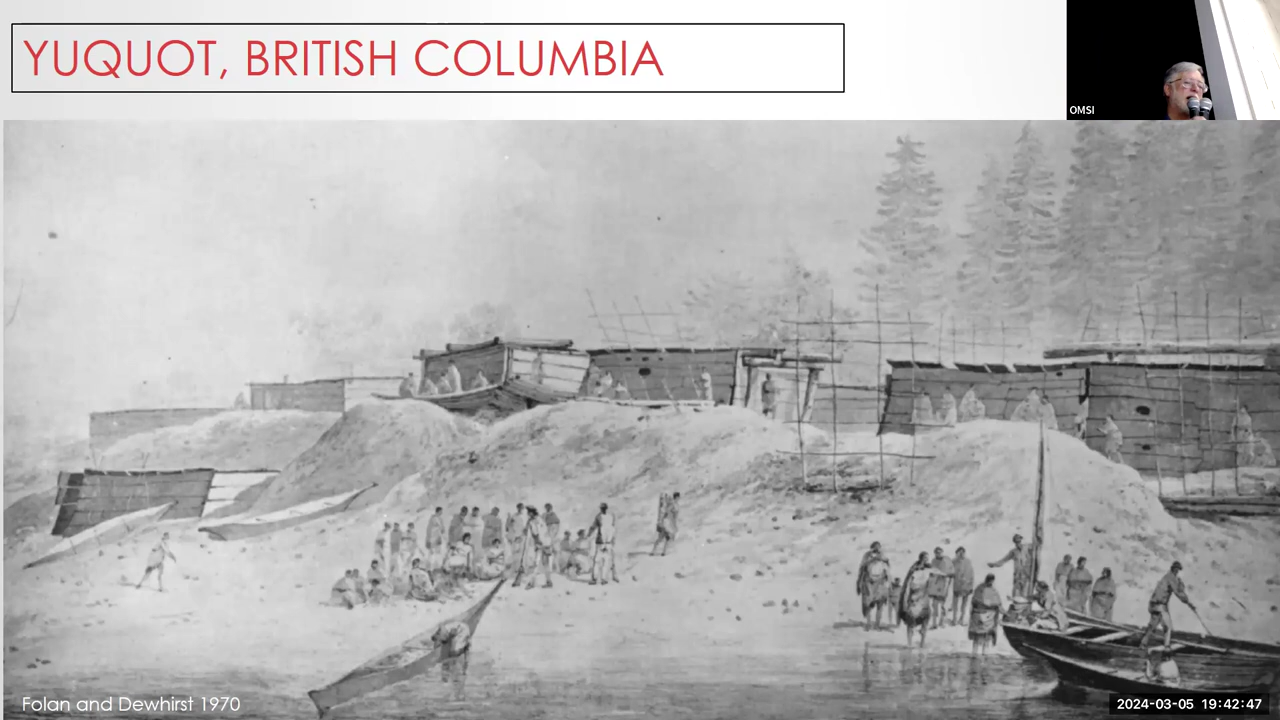 YUQUOT, BRITISH COLUMBIA
OMSI
Folan and Dewhirst 1970
2024-03-05 19:42:47